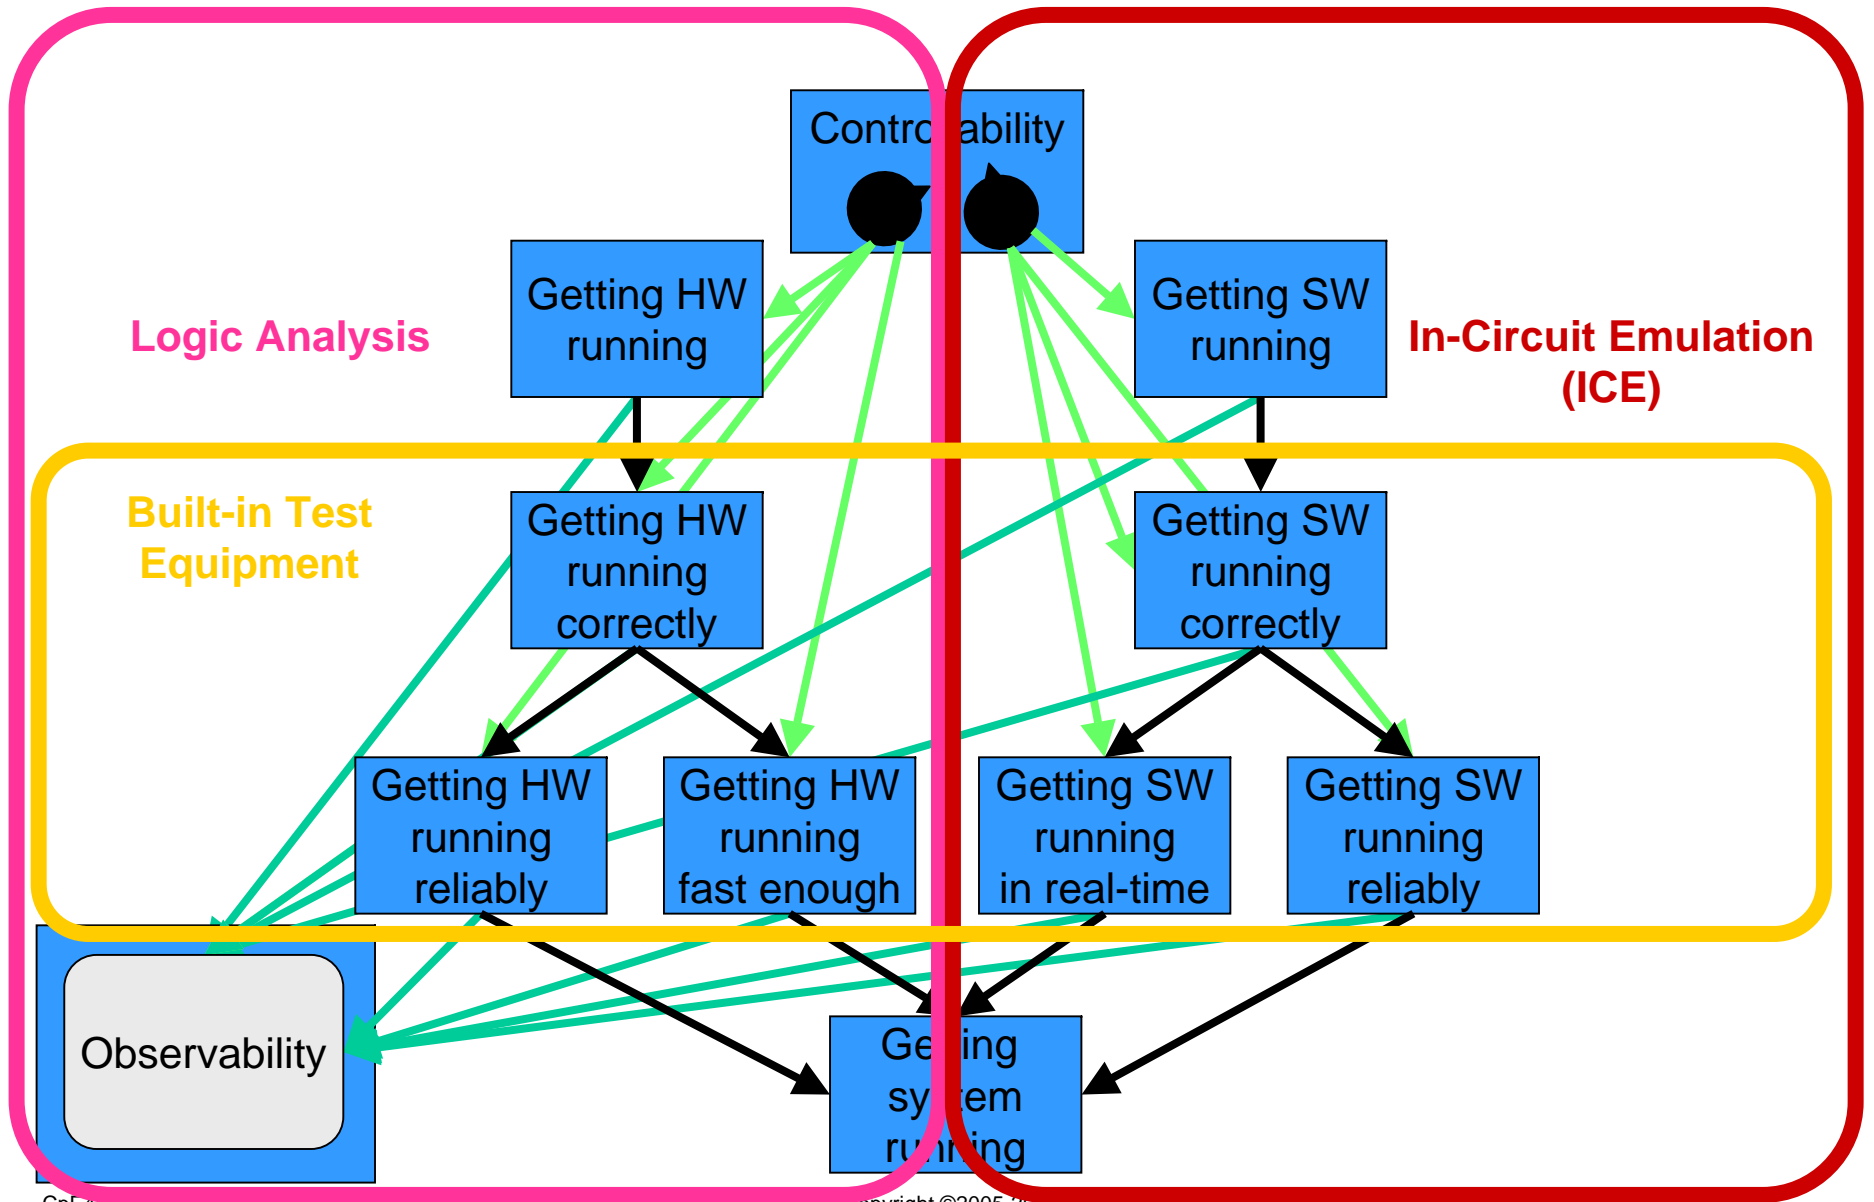 Controllability
Getting HW
running
Getting SW
running
Logic Analysis
In-Circuit Emulation
(ICE)
Built-in Test
Equipment
Getting HW
running
correctly
Getting SW
running
correctly
Getting HW
running
reliably
Getting HW
running
fast enough
Getting SW
running
in real-time
Getting SW
running
reliably
Observability
Getting
system
running